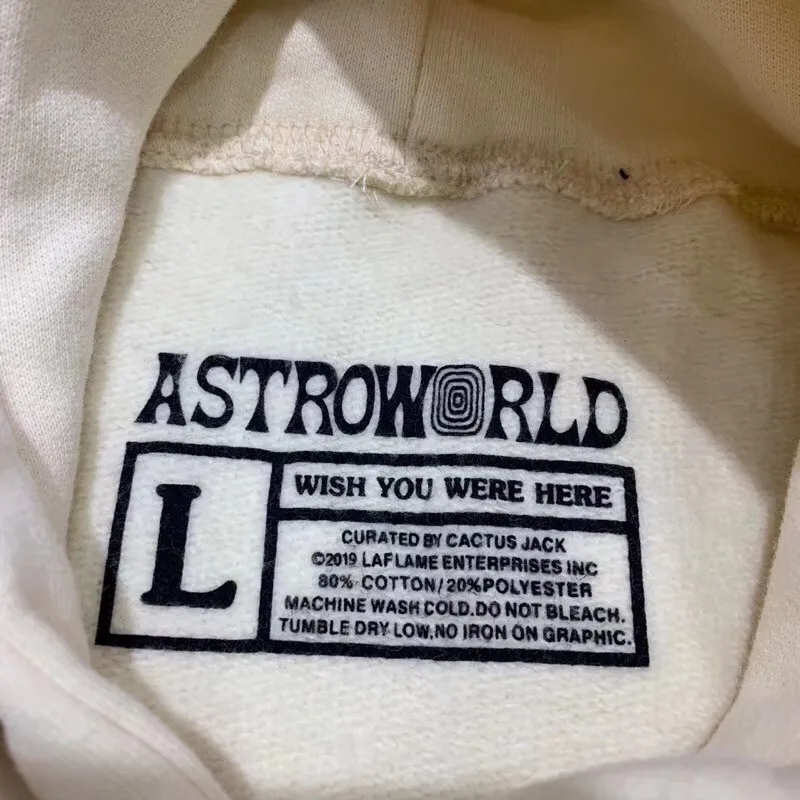 ASTROWORLD
L
WISH YOU WERE HERE
CURATED BY CACTUS JACK
©2019 LAFLAME ENTERPRISES INC
80% COTTON/20%POLYESTER
MACHINE WASH COLD.DO NOT BLEACH.
TUMBLE DRY LOW,NO IRON ON GRAPHIC.